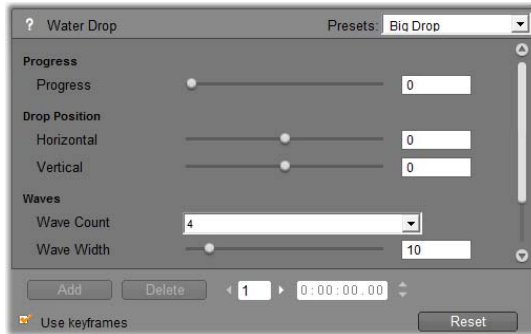 ? Water Drop Presets: Big Drop
Progress
Progress 0
Drop Position
Horizontal 0
Vertical 0
Waves
Wave Count 4
Wave Width 10
Add Delete 1 0:00:00.00
Use keyframes Reset